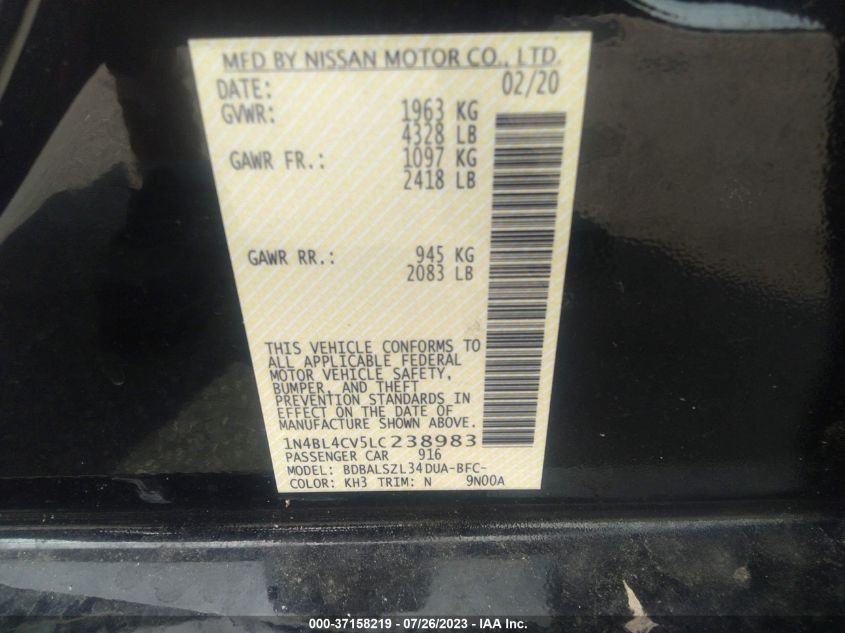 MFD BY NISSAN MOTOR CO., LTD.
DATE: 02/20
GVWR: 1963 KG
4328 LB
GAWR FR.: 1097 KG
2418 LB
GAWR RR.: 945 KG
2083 LB
THIS VEHICLE CONFORMS TO
ALL APPLICABLE FEDERAL
MOTOR VEHICLE SAFETY,
BUMPER, AND THEFT
PREVENTION STANDARDS IN
EFFECT ON THE DATE OF
MANUFACTURE SHOWN ABOVE.
1N4BL4CV5LC238983
PASSENGER CAR 916
MODEL: BDBALSZL34DUA-BFC-
COLOR: KH3 TRIM: N 9N00A
000-37158219 - 07/26/2023 - IAA Inc.